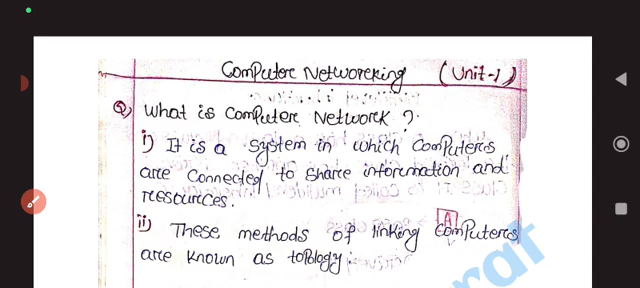 Computer Networking (Unit-1)
Q) What is Computer Network ?
i) It is a system in which Computers
are Connected to share information and
resources.
ii) These methods of linking Computers
are known as topology.
A